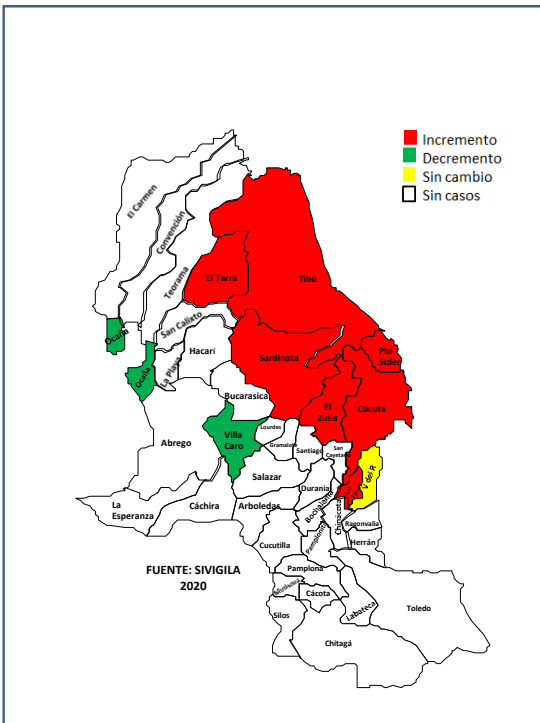 Incremento
Decremento
Sin cambio
Sin casos
El Carmen
Convención
Teorama
El Tarra
Tibú
San Calixto
Ocaña
Hacarí
La Playa
Ocaña
Sardinata
Pto
Stder
Bucarasica
El
Zulia
Cúcuta
Abrego
Villa
Caro
Lourdes
Gramalote
Santiago
San
Cayetano
V del R
Salazar
Durania
La
Esperanza
Cáchira
Arboledas
Bochalema
Chinácota
Ragonvalia
Cucutilla
Pamplonita
Herrán
FUENTE: SIVIGILA
2020
Pamplona
Mutiscua
Cácota
Silos
Labateca
Toledo
Chitagá